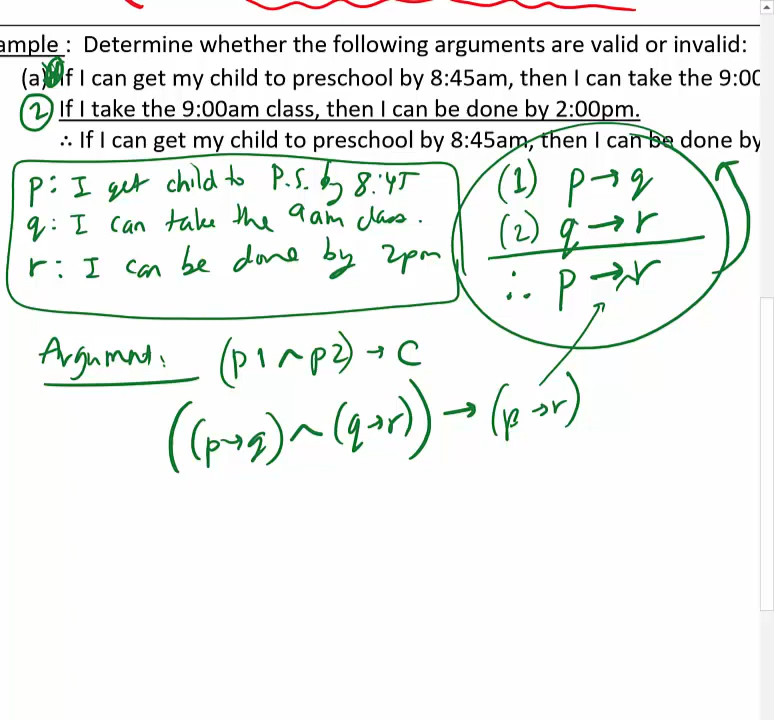 ample : Determine whether the following arguments are valid or invalid:
(a) If I can get my child to preschool by 8:45am, then I can take the 9:00
2 If I take the 9:00am class, then I can be done by 2:00pm.
∴ If I can get my child to preschool by 8:45am, then I can be done by
p: I get child to P.S. by 8:45
q: I can take the 9am class.
r: I can be done by 2pm
(1) p→q
(2) q→r
∴ p→r
Argument: (p1∧p2)→C
((p→q)∧(q→r))→(p→r)